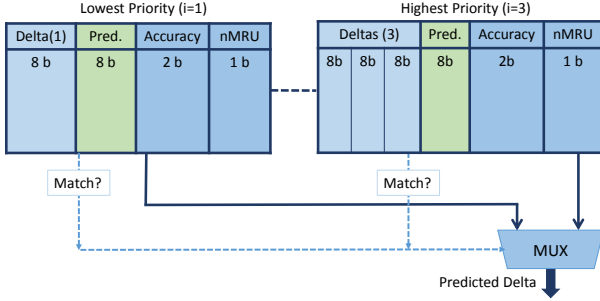 Lowest Priority (i=1)
Highest Priority (i=3)
Delta(1) Pred. Accuracy nMRU
8 b 8 b 2 b 1 b
Deltas (3) Pred. Accuracy nMRU
8b 8b 8b 8b 2b 1 b
Match?
Match?
MUX
Predicted Delta